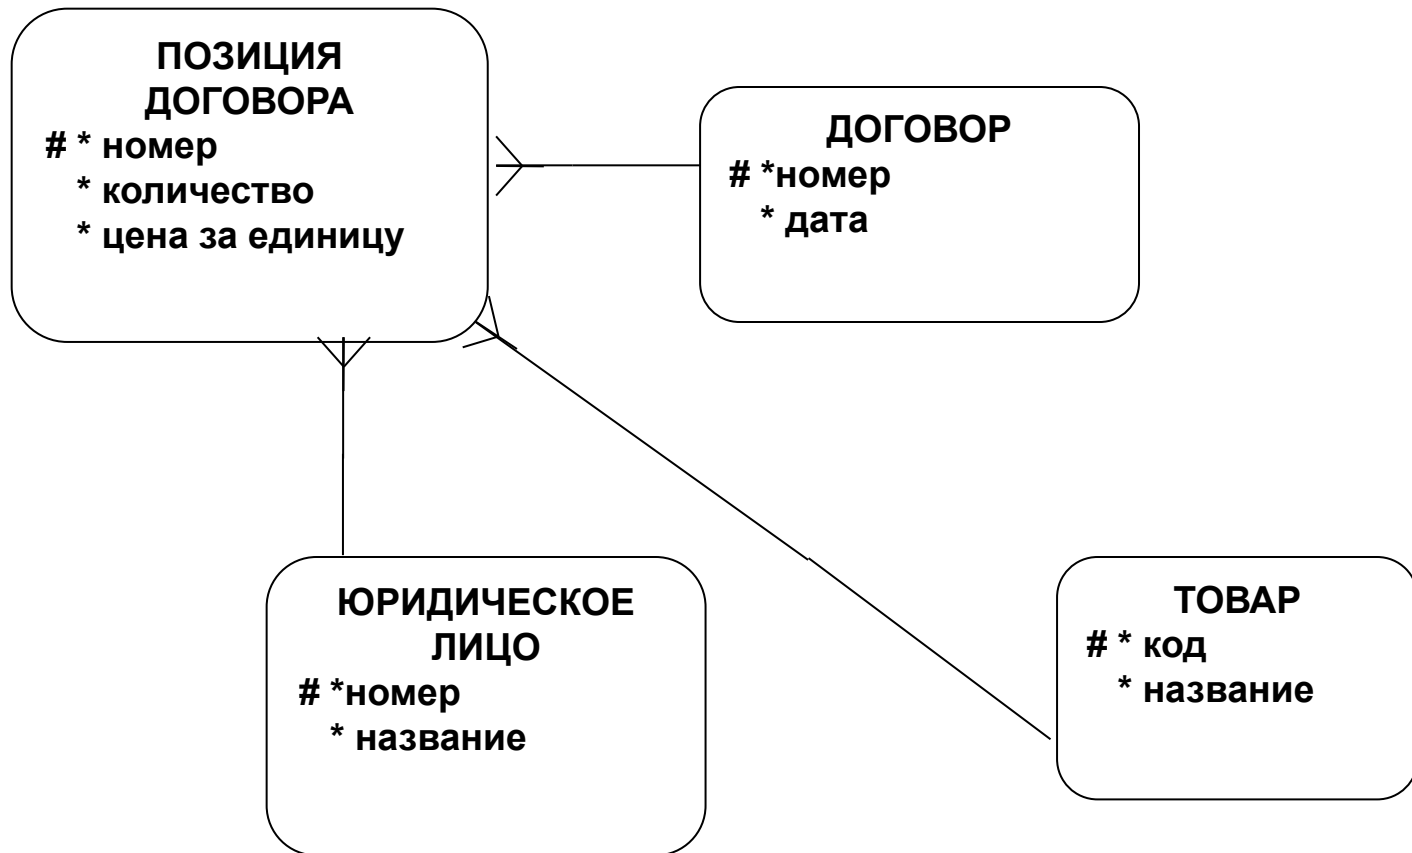 ПОЗИЦИЯ
ДОГОВОРА
# * номер
* количество
* цена за единицу
ДОГОВОР
# *номер
* дата
ЮРИДИЧЕСКОЕ
ЛИЦО
# *номер
* название
ТОВАР
# * код
* название